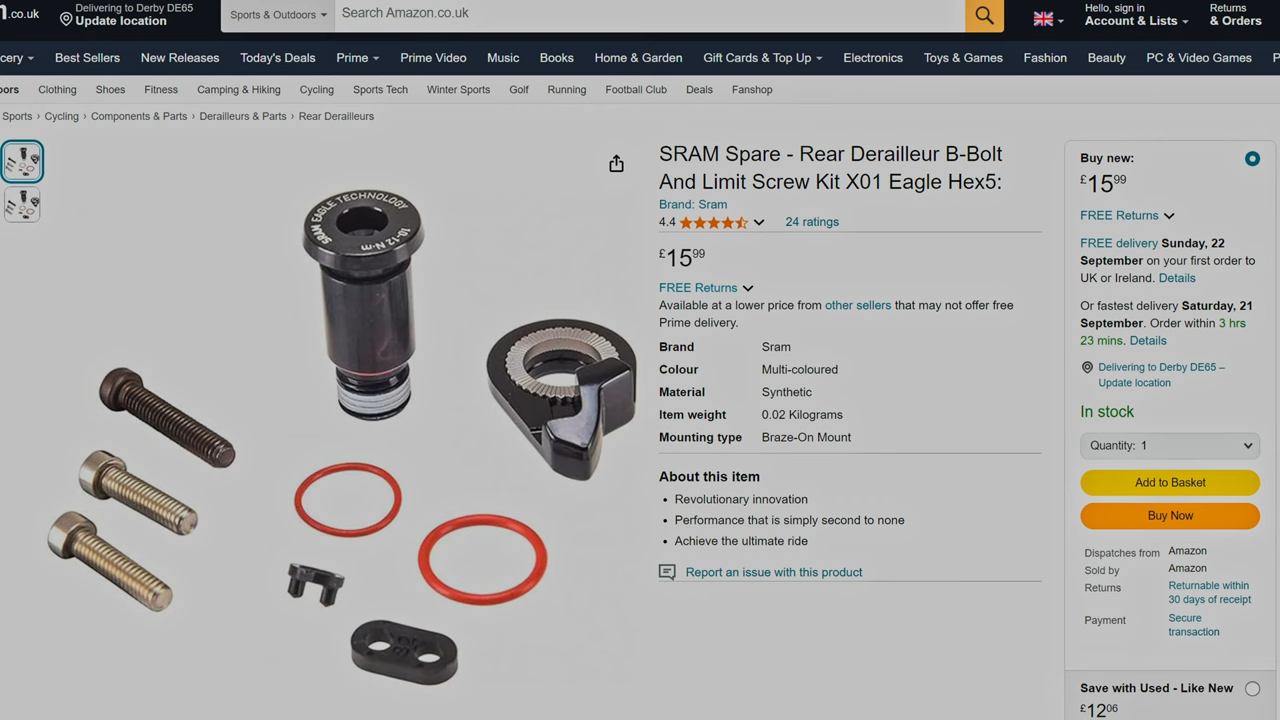 n.co.uk
Delivering to Derby DE65
Update location
Sports & Outdoors
Search Amazon.co.uk
Hello, sign in
Account & Lists
Returns
& Orders
cery
Best Sellers
New Releases
Today's Deals
Prime
Prime Video
Music
Books
Home & Garden
Gift Cards & Top Up
Electronics
Toys & Games
Fashion
Beauty
PC & Video Games
P
ors
Clothing
Shoes
Fitness
Camping & Hiking
Cycling
Sports Tech
Winter Sports
Golf
Running
Football Club
Deals
Fanshop
Sports › Cycling › Components & Parts › Derailleurs & Parts › Rear Derailleurs
SRAM EAGLE TECHNOLOGY
10-12 N·m
SRAM Spare - Rear Derailleur B-Bolt
And Limit Screw Kit X01 Eagle Hex5:
Brand: Sram
4.4
24 ratings
£15 99
FREE Returns
Available at a lower price from other sellers that may not offer free
Prime delivery.
Brand Sram
Colour Multi-coloured
Material Synthetic
Item weight 0.02 Kilograms
Mounting type Braze-On Mount
About this item
• Revolutionary innovation
• Performance that is simply second to none
• Achieve the ultimate ride
Report an issue with this product
Buy new:
£15 99
FREE Returns
FREE delivery Sunday, 22
September on your first order to
UK or Ireland. Details
Or fastest delivery Saturday, 21
September. Order within 3 hrs
23 mins. Details
Delivering to Derby DE65 –
Update location
In stock
Quantity: 1
Add to Basket
Buy Now
Dispatches from Amazon
Sold by Amazon
Returns Returnable within
30 days of receipt
Payment Secure
transaction
Save with Used - Like New
£12 06